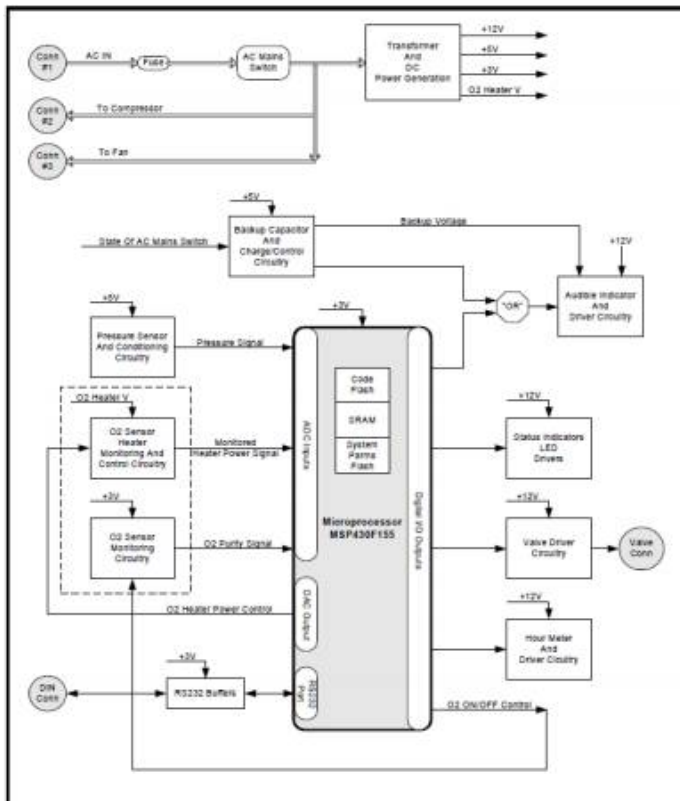 Conn
#1
AC IN
Fuse
AC Mains
Switch
Transformer
And
DC
Power Generation
+12V
+5V
+3V
O2 Heater V
Conn
#2
To Compressor
Conn
#3
To Fan
+5V
State Of AC Mains Switch
Backup Capacitor
And
Charge/Control
Circuitry
Backup Voltage
+12V
"OR"
Audible Indicator
And
Driver Circuitry
+5V
Pressure Sensor
And Conditioning
Circuitry
Pressure Signal
+3V
Code
Flash
SRAM
System
Parms
Flash
ADC Inputs
Microprocessor
MSP430F155
Digital I/O Outputs
O2 Heater V
O2 Sensor
Heater
Monitoring And
Control Circuitry
Monitored
Heater Power Signal
+12V
Status Indicators
LED
Drivers
+3V
O2 Sensor
Monitoring
Circuitry
O2 Purity Signal
+12V
Valve Driver
Circuitry
Valve
Conn
O2 Heater Power Control
DAC Output
+12V
Hour Meter
And
Driver Circuitry
DIN
Conn
+3V
RS232 Buffers
RS232
Port
O2 ON/OFF Control